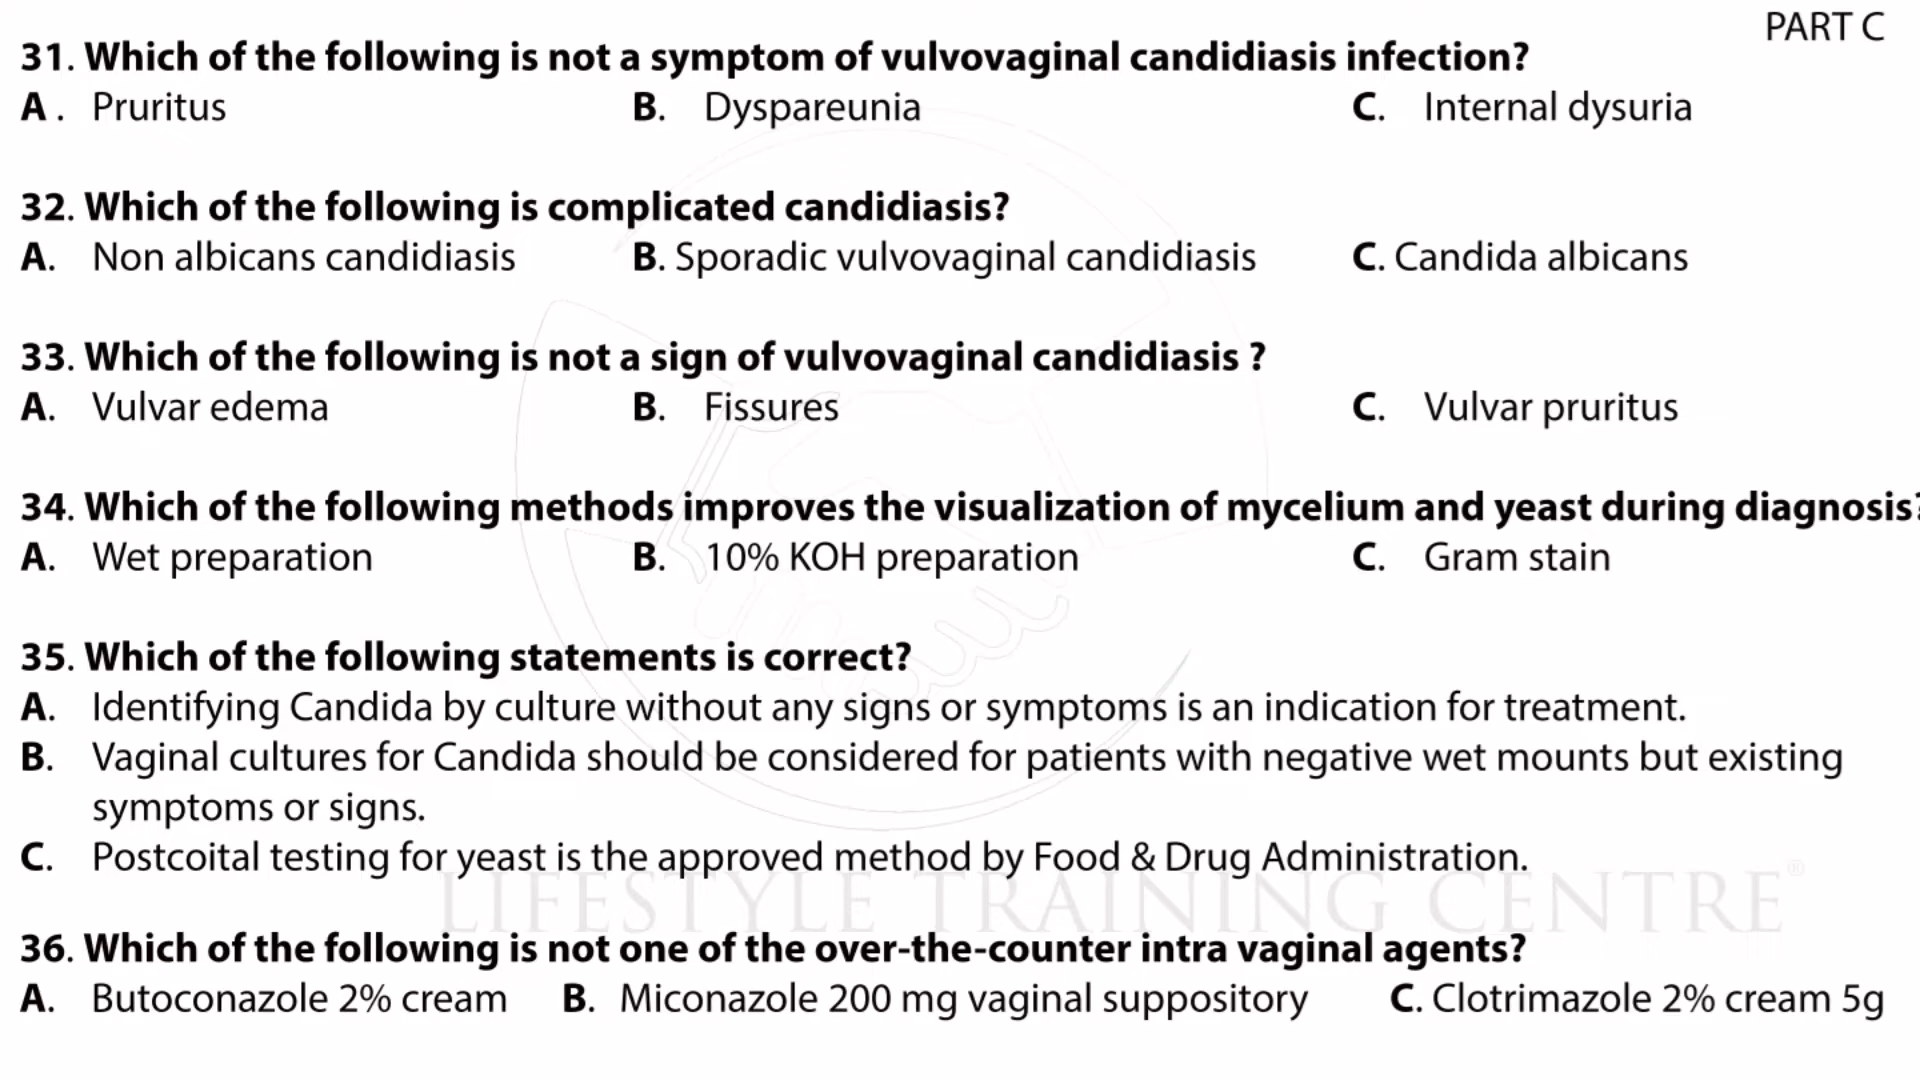 PART C
31. Which of the following is not a symptom of vulvovaginal candidiasis infection?
A . Pruritus B. Dyspareunia C. Internal dysuria
32. Which of the following is complicated candidiasis?
A. Non albicans candidiasis B. Sporadic vulvovaginal candidiasis C. Candida albicans
33. Which of the following is not a sign of vulvovaginal candidiasis ?
A. Vulvar edema B. Fissures C. Vulvar pruritus
34. Which of the following methods improves the visualization of mycelium and yeast during diagnosis?
A. Wet preparation B. 10% KOH preparation C. Gram stain
35. Which of the following statements is correct?
A. Identifying Candida by culture without any signs or symptoms is an indication for treatment.
B. Vaginal cultures for Candida should be considered for patients with negative wet mounts but existing
symptoms or signs.
C. Postcoital testing for yeast is the approved method by Food & Drug Administration.
LIFESTYLE TRAINING CENTRE®
36. Which of the following is not one of the over-the-counter intra vaginal agents?
A. Butoconazole 2% cream B. Miconazole 200 mg vaginal suppository C. Clotrimazole 2% cream 5g